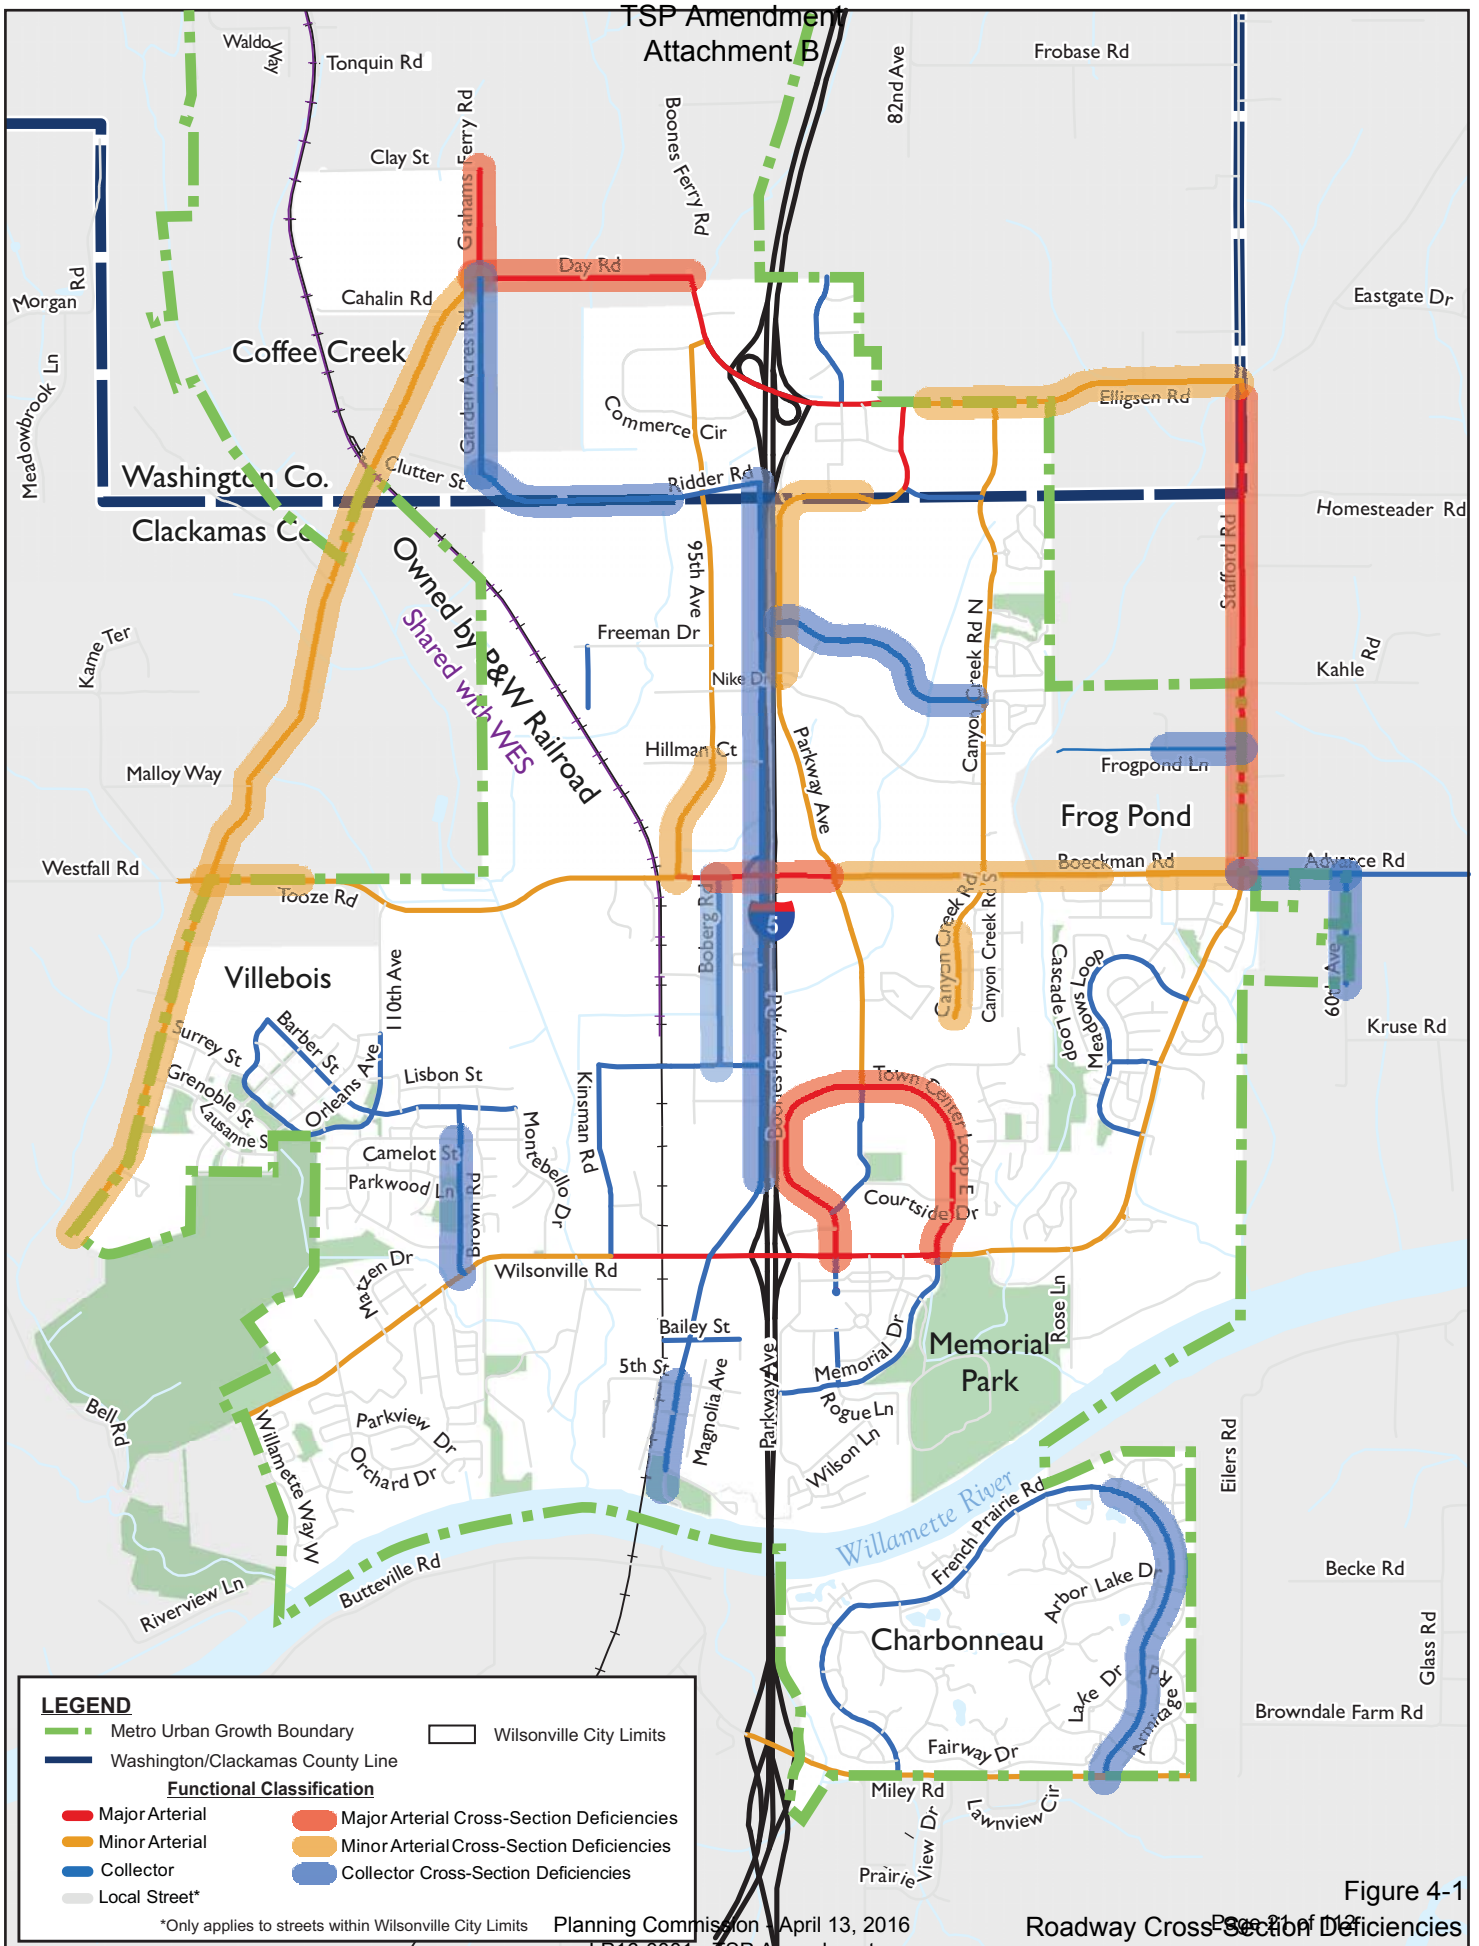 TSP Amendment
Attachment B
Waldo Way
Tonquin Rd
Frobase Rd
82nd Ave
Boones Ferry Rd
Clay St
Grahams Ferry Rd
Day Rd
Morgan Rd
Cahalin Rd
Eastgate Dr
Coffee Creek
Meadowbrook Ln
Garden Acres Rd
Commerce Cir
Elligsen Rd
Washington Co.
Clutter St
Ridder Rd
Clackamas Co
Homesteader Rd
Stafford Rd
Owned by P&W Railroad
Shared with WES
95th Ave
Freeman Dr
Kame Ter
Canyon Creek Rd N
Kahle Rd
Nike Dr
Hillman Ct
Malloy Way
Parkway Ave
Frogpond Ln
Frog Pond
Westfall Rd
Tooze Rd
Boeckman Rd
Advance Rd
Boberg Rd
5
Canyon Creek Rd
Canyon Creek Rd S
Villebois
110th Ave
Cascade Loop
Meadows Loop
60th Ave
Kruse Rd
Surrey St
Barber St
Orleans Ave
Grenoble St
Lausanne S
Lisbon St
Kinsman Rd
Boones Ferry Rd
Town Center Loop E
Camelot St
Parkwood Ln
Brown Rd
Montebello Dr
Courtside Dr
Matzen Dr
Wilsonville Rd
Rose Ln
Bailey St
5th St
Magnolia Ave
Parkway Ave
Memorial Dr
Memorial
Park
Rogue Ln
Wilson Ln
Bell Rd
Willamette Way W
Parkview Dr
Orchard Dr
Eilers Rd
Willamette River
French Prairie Rd
Riverview Ln
Butteville Rd
Arbor Lake Dr
Becke Rd
Charbonneau
Glass Rd
Lake Dr
Armitage Rd
Browndale Farm Rd
Fairway Dr
Miley Rd
Lawnview Cir
Prairie View Dr
LEGEND
Metro Urban Growth Boundary
Wilsonville City Limits
Washington/Clackamas County Line
Functional Classification
Major Arterial
Major Arterial Cross-Section Deficiencies
Minor Arterial
Minor Arterial Cross-Section Deficiencies
Collector
Collector Cross-Section Deficiencies
Local Street*
*Only applies to streets within Wilsonville City Limits
Figure 4-1
Planning Commission - April 13, 2016
Roadway Cross-Section Deficiencies
Page 21 of 112